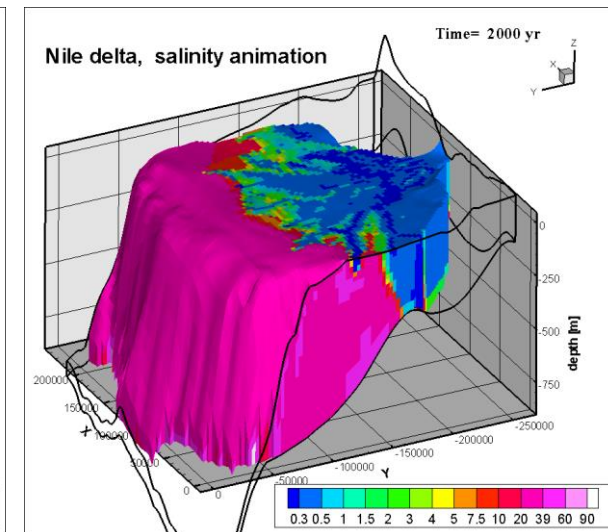 Time= 2000 yr
Nile delta, salinity animation
Z
X
Y
0
-250
-500
-750
depth [m]
200000
150000
100000
50000
0
X
-50000
-100000
-150000
-200000
-250000
Y
0.3 0.5 1 1.5 2 3 4 5 7.5 10 20 39 60 90